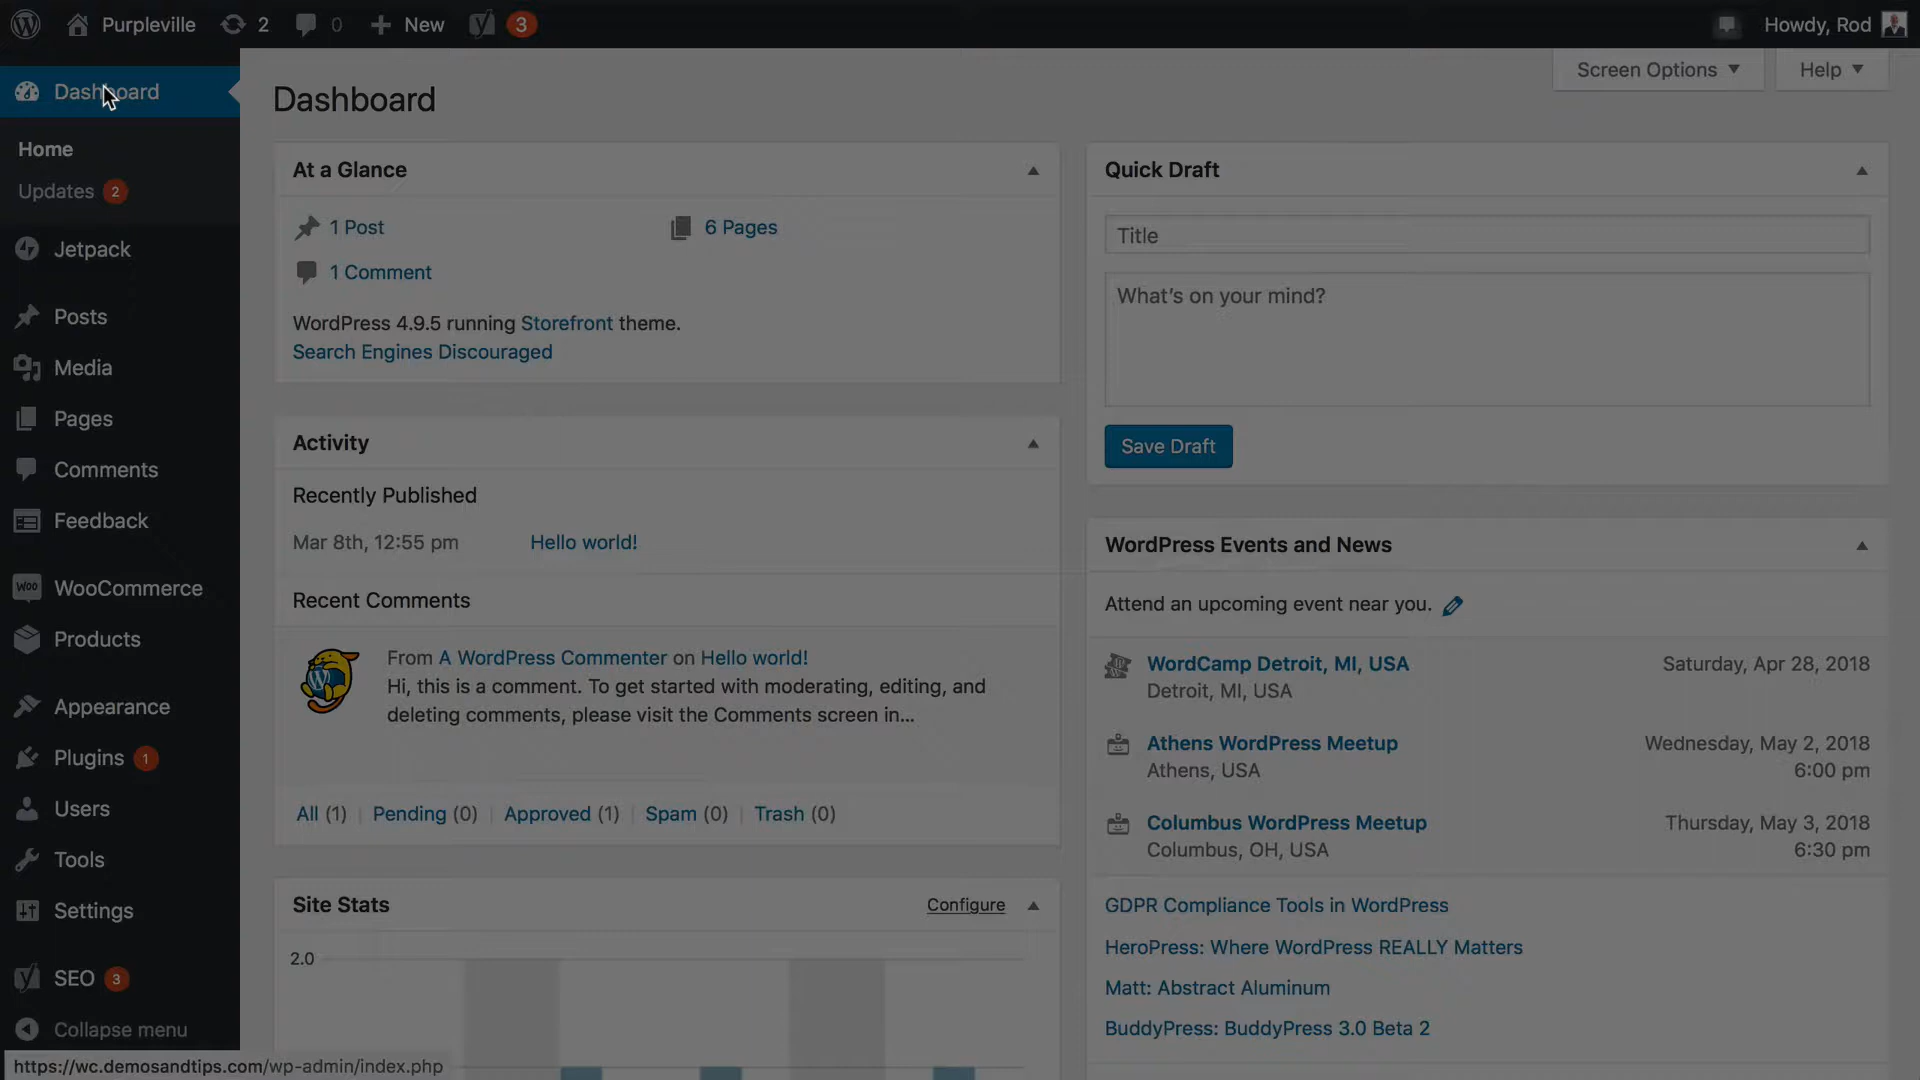 Purpleville 2 0 New 3 Howdy, Rod
Dashboard
Home
Updates 2
Jetpack
Posts
Media
Pages
Comments
Feedback
Woo WooCommerce
Products
Appearance
Plugins 1
Users
Tools
Settings
SEO 3
Collapse menu
https://wc.demosandtips.com/wp-admin/index.php
Screen Options Help
Dashboard
At a Glance
1 Post 6 Pages
1 Comment
WordPress 4.9.5 running Storefront theme.
Search Engines Discouraged
Activity
Recently Published
Mar 8th, 12:55 pm Hello world!
Recent Comments
From A WordPress Commenter on Hello world!
Hi, this is a comment. To get started with moderating, editing, and
deleting comments, please visit the Comments screen in…
All (1) | Pending (0) | Approved (1) | Spam (0) | Trash (0)
Site Stats Configure
2.0
Quick Draft
Title
What’s on your mind?
Save Draft
WordPress Events and News
Attend an upcoming event near you.
WordCamp Detroit, MI, USA Saturday, Apr 28, 2018
Detroit, MI, USA
Athens WordPress Meetup Wednesday, May 2, 2018
Athens, USA 6:00 pm
Columbus WordPress Meetup Thursday, May 3, 2018
Columbus, OH, USA 6:30 pm
GDPR Compliance Tools in WordPress
HeroPress: Where WordPress REALLY Matters
Matt: Abstract Aluminum
BuddyPress: BuddyPress 3.0 Beta 2